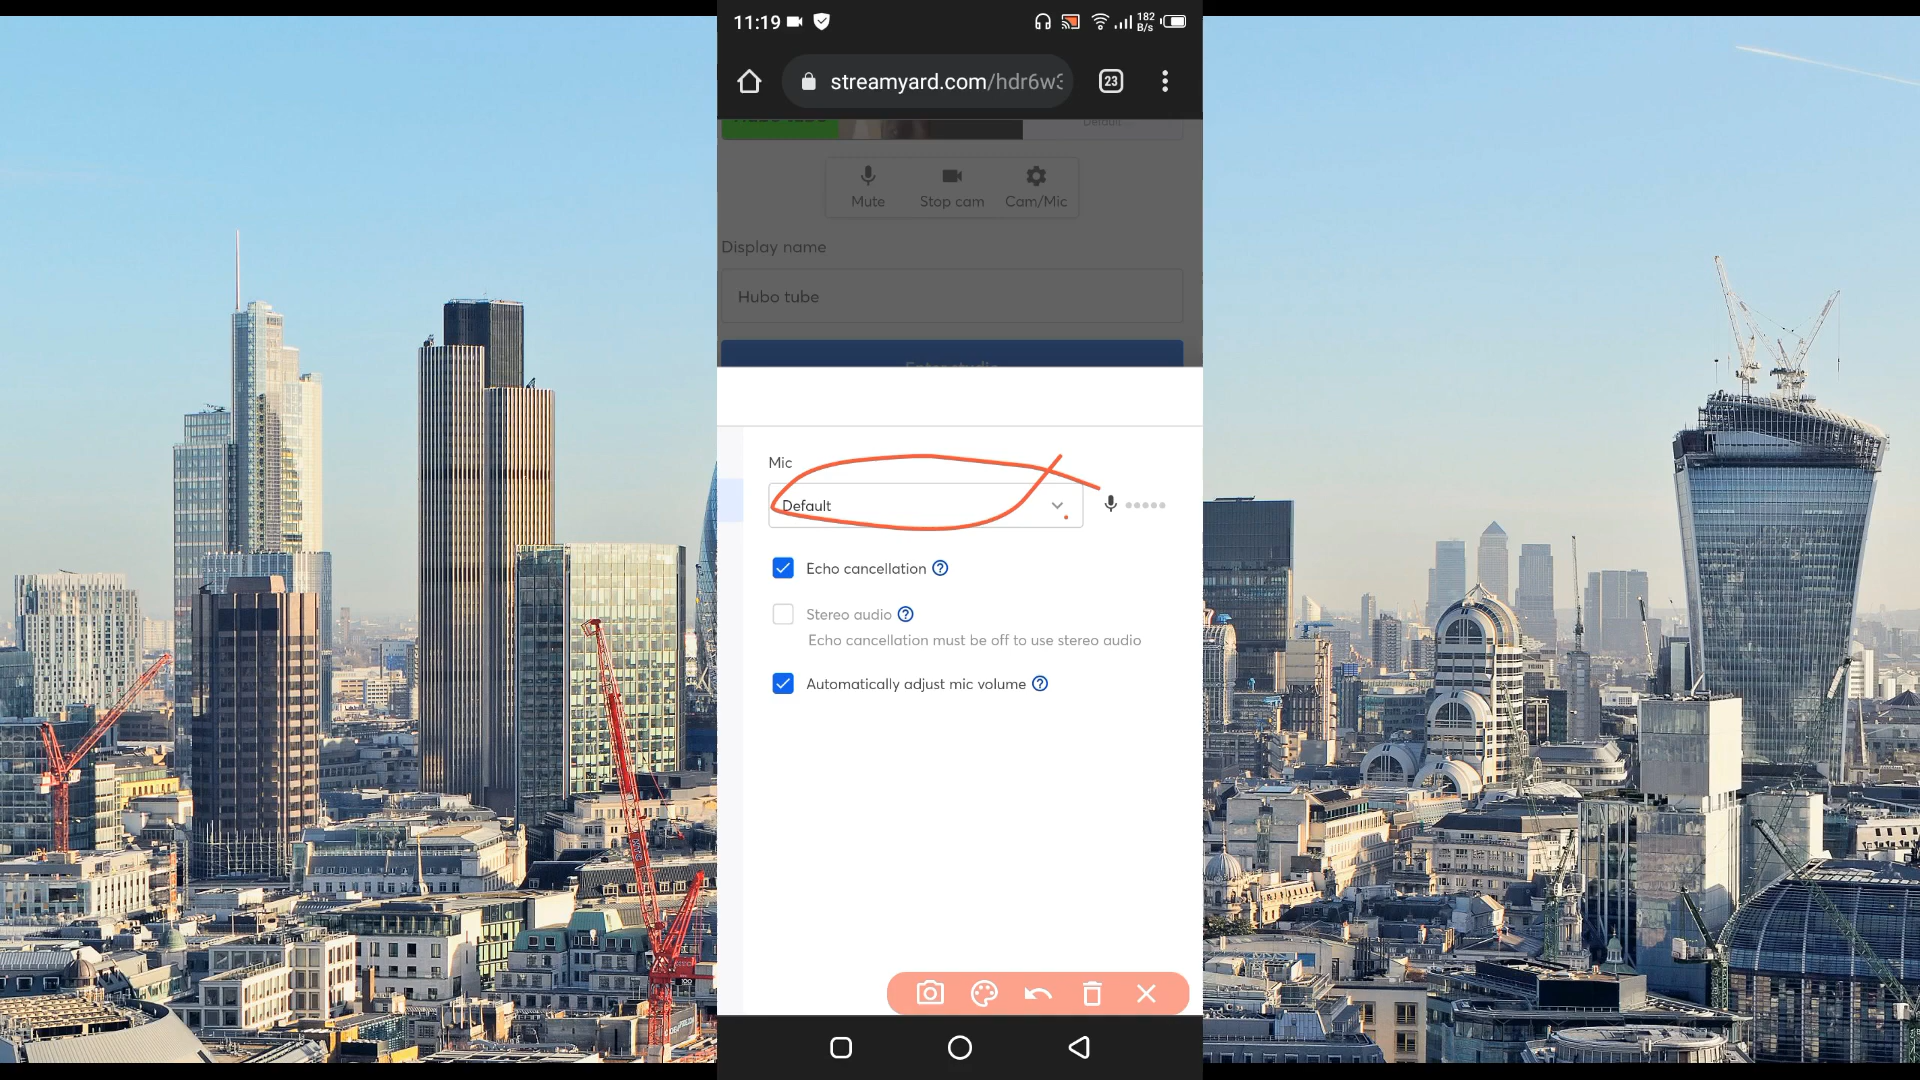 11:19
182
B/s
streamyard.com/hdr6w3
23
Default
Mute
Stop cam
Cam/Mic
Display name
Hubo tube
Mic
Default
Echo cancellation
Stereo audio
Echo cancellation must be off to use stereo audio
Automatically adjust mic volume